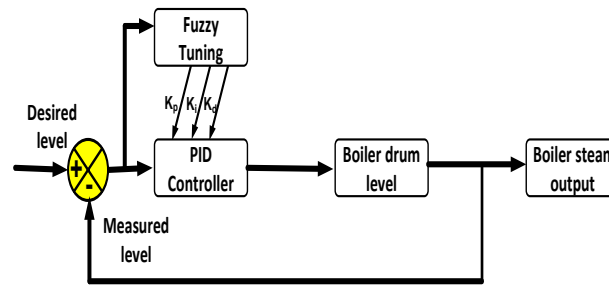 Fuzzy
Tuning
Kp Ki Kd
Desired
level
+
-
PID
Controller
Boiler drum
level
Boiler steam
output
Measured
level